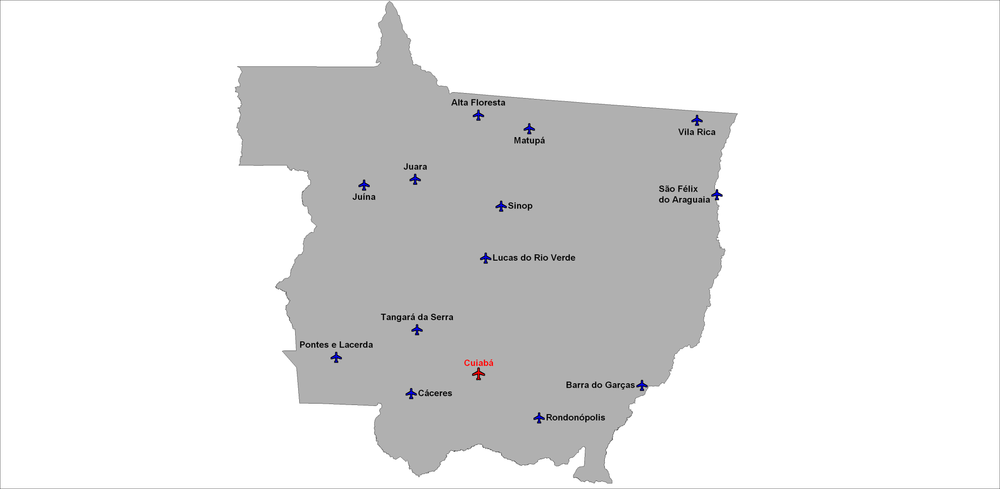 Alta Floresta
Vila Rica
Matupá
Juara
São Félix
do Araguaia
Juína
Sinop
Lucas do Rio Verde
Tangará da Serra
Pontes e Lacerda
Cuiabá
Barra do Garças
Cáceres
Rondonópolis